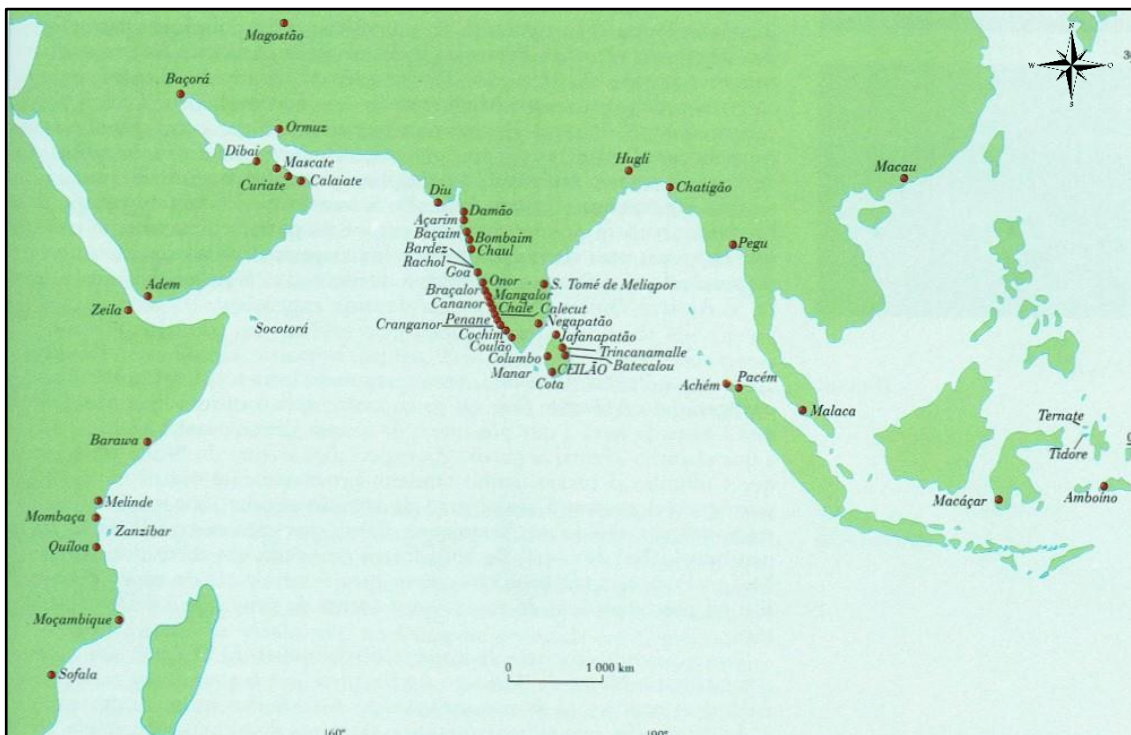 Magostão
N
W
O
S
Baçorá
Ormuz
Dibai
Mascate
Curiate
Calaiate
Hugli
Chatigão
Macau
Diu
Damão
Açarim
Baçaim
Bombaim
Bardez
Chaul
Rachol
Goa
Pegu
Onor
S. Tomé de Meliapor
Braçalor
Mangalor
Adem
Zeila
Cananor
Chale
Calecut
Socotorá
Penane
Cranganor
Negapatão
Cochim
Jafanapatão
Coulão
Trincanamalle
Columbo
Batecalou
Manar
CEILÃO
Cota
Achém
Pacém
Malaca
Ternate
Tidore
Barawa
Melinde
Macáçar
Amboíno
Mombaça
Zanzibar
Quíloa
Moçambique
Sofala
0
1 000 km
60°